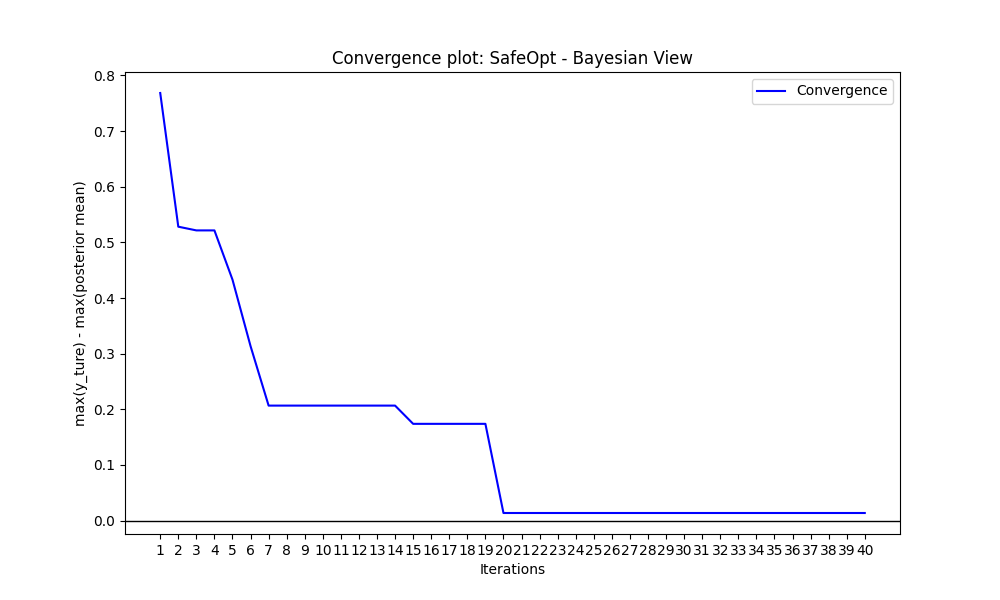 Convergence plot: SafeOpt - Bayesian View
Convergence
max(y_ture) - max(posterior mean)
0.8
0.7
0.6
0.5
0.4
0.3
0.2
0.1
0.0
1 2 3 4 5 6 7 8 9 10 11 12 13 14 15 16 17 18 19 20 21 22 23 24 25 26 27 28 29 30 31 32 33 34 35 36 37 38 39 40
Iterations